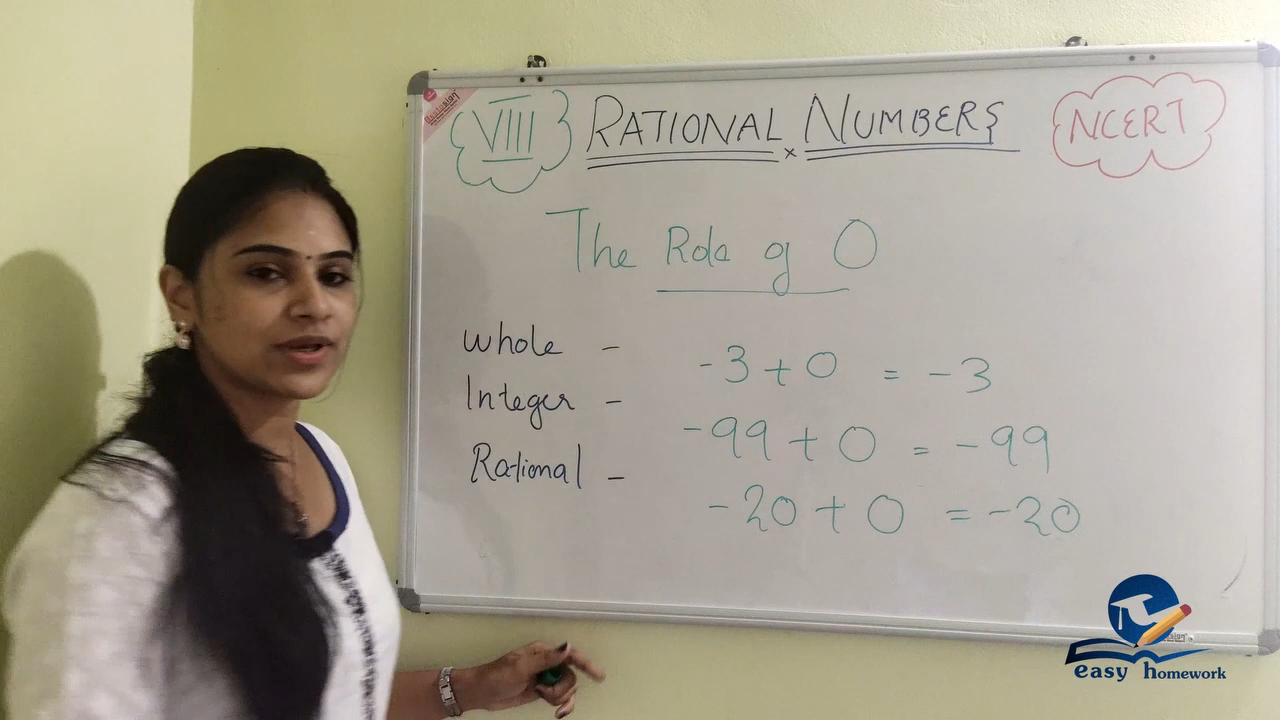 VIII RATIONAL × NUMBERS NCERT
The Role of 0
whole - -3 + 0 = -3
Integer - -99 + 0 = -99
Rational - -20 + 0 = -20
easy homework